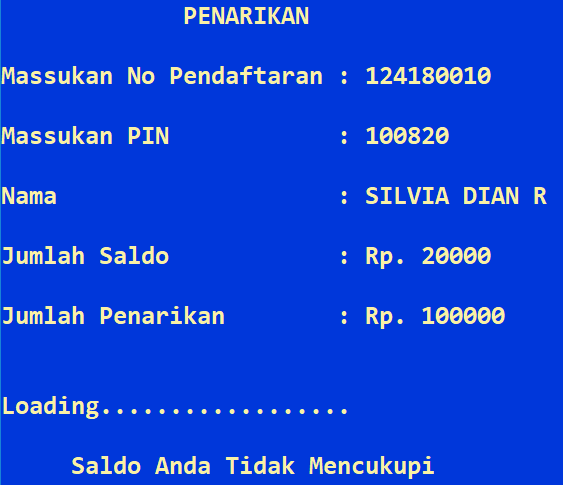 PENARIKAN
Massukan No Pendaftaran : 124180010
Massukan PIN : 100820
Nama : SILVIA DIAN R
Jumlah Saldo : Rp. 20000
Jumlah Penarikan : Rp. 100000
Loading..................
Saldo Anda Tidak Mencukupi